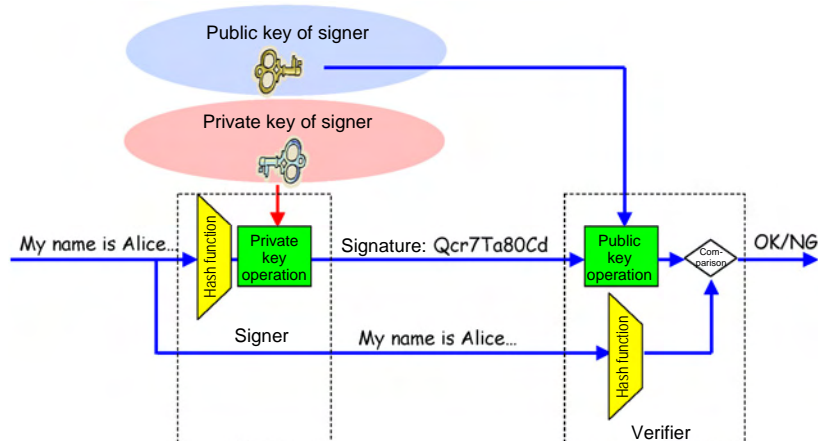 Public key of signer
Private key of signer
My name is Alice...
Hash function
Private
key
operation
Signature: Qcr7Ta80Cd
Public
key
operation
Com-
parison
OK/NG
Signer
My name is Alice...
Hash function
Verifier